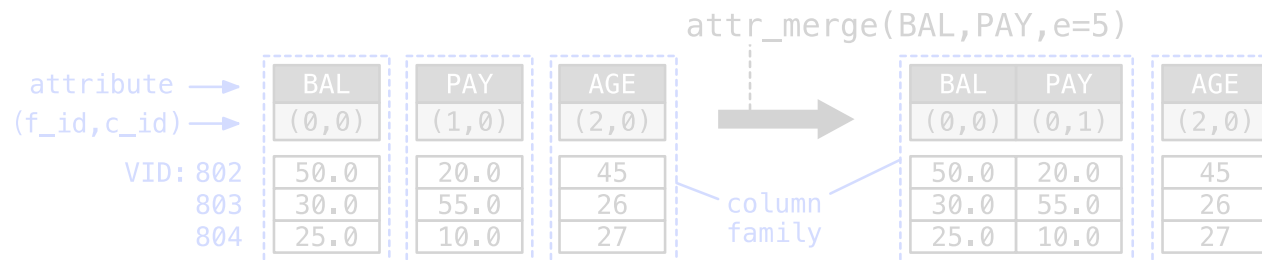 attr_merge(BAL,PAY,e=5)
attribute BAL PAY AGE BAL PAY AGE
(f_id,c_id) (0,0) (1,0) (2,0) (0,0) (0,1) (2,0)
VID: 802 50.0 20.0 45 50.0 20.0 45
803 30.0 55.0 26 column 30.0 55.0 26
804 25.0 10.0 27 family 25.0 10.0 27